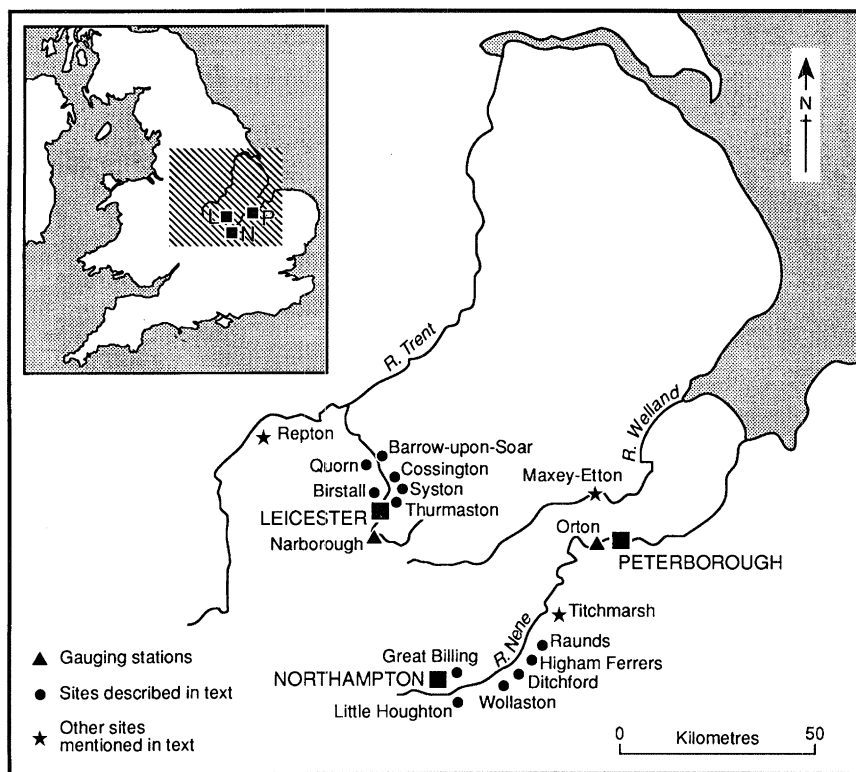 N
L
P
N
R. Trent
R. Welland
Repton
Barrow-upon-Soar
Quorn
Cossington
Birstall
Syston
Thurmaston
LEICESTER
Narborough
Maxey-Etton
Orton
PETERBOROUGH
Titchmarsh
R. Nene
Raunds
Great Billing
Higham Ferrers
NORTHAMPTON
Ditchford
Wollaston
Little Houghton
Gauging stations
Sites described in text
Other sites
mentioned in text
0 Kilometres 50